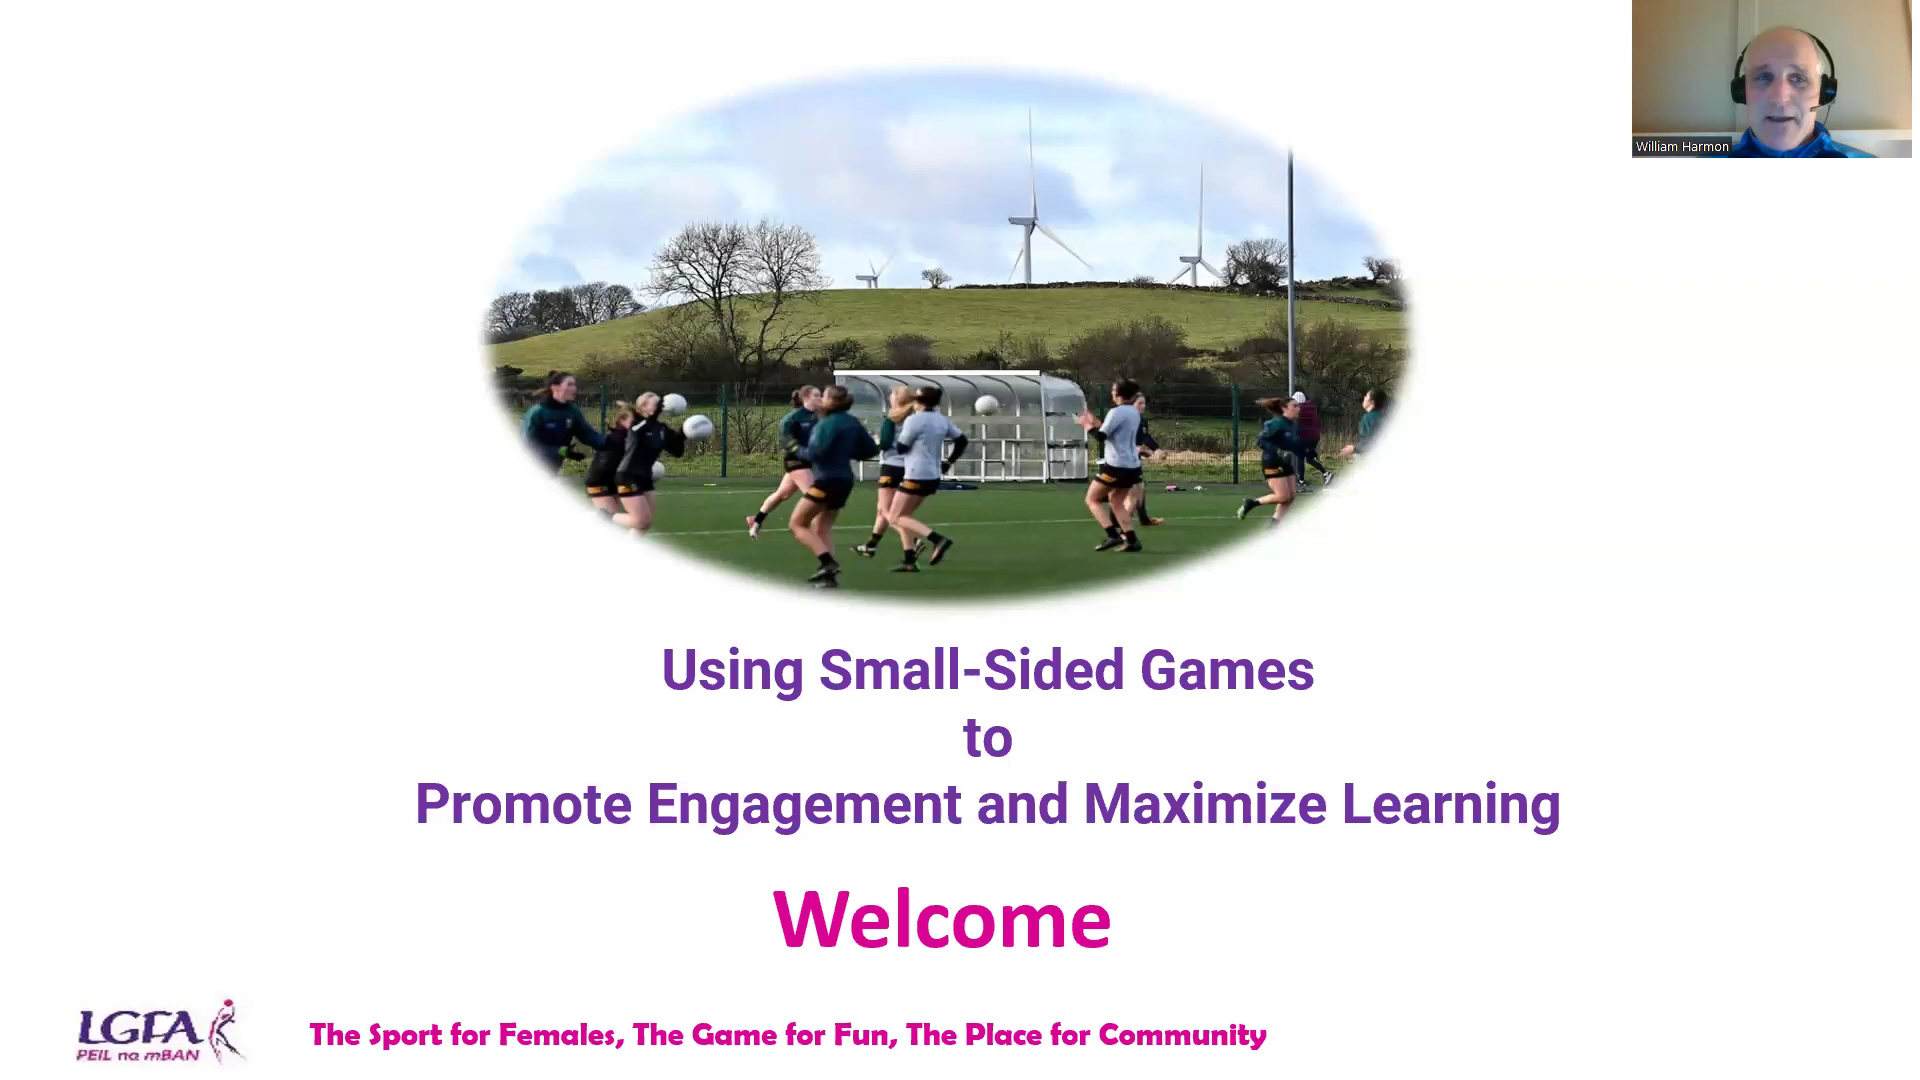 William Harmon
Using Small-Sided Games
to
Promote Engagement and Maximize Learning
Welcome
LGFA
PEIL na mBAN
The Sport for Females, The Game for Fun, The Place for Community